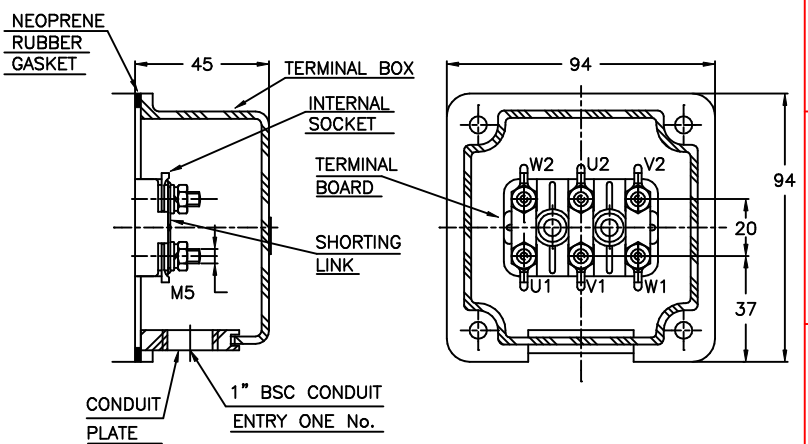 NEOPRENE
RUBBER
GASKET
45
TERMINAL BOX
INTERNAL
SOCKET
TERMINAL
BOARD
SHORTING
LINK
M5
CONDUIT
PLATE
1" BSC CONDUIT
ENTRY ONE No.
94
W2 U2 V2
U1 V1 W1
94
20
37